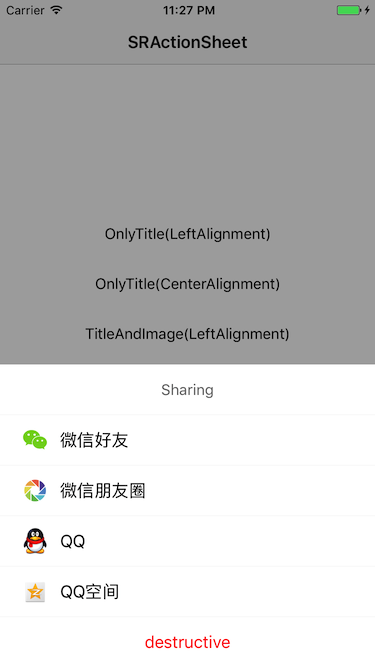 Carrier 11:27 PM
SRActionSheet
OnlyTitle(LeftAlignment)
OnlyTitle(CenterAlignment)
TitleAndImage(LeftAlignment)
Sharing
微信好友
微信朋友圈
QQ
QQ空间
destructive